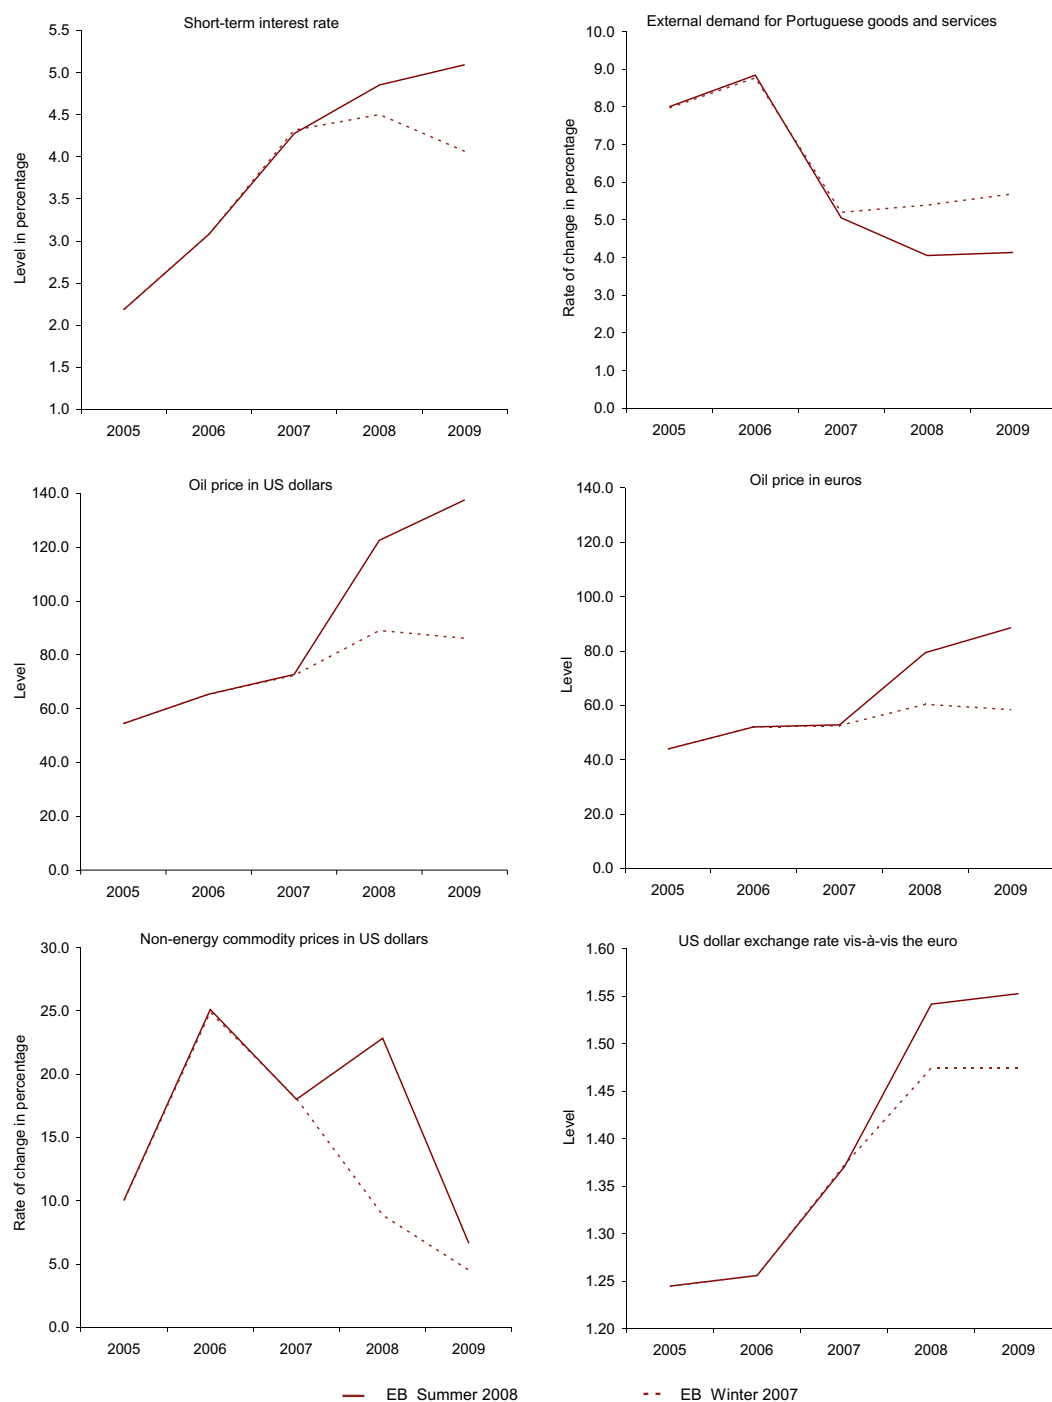 Short-term interest rate
5.5
5.0
4.5
4.0
3.5
3.0
2.5
2.0
1.5
1.0
Level in percentage
2005 2006 2007 2008 2009
External demand for Portuguese goods and services
10.0
9.0
8.0
7.0
6.0
5.0
4.0
3.0
2.0
1.0
0.0
Rate of change in percentage
2005 2006 2007 2008 2009
Oil price in US dollars
140.0
120.0
100.0
80.0
60.0
40.0
20.0
0.0
Level
2005 2006 2007 2008 2009
Oil price in euros
140.0
120.0
100.0
80.0
60.0
40.0
20.0
0.0
Level
2005 2006 2007 2008 2009
Non-energy commodity prices in US dollars
30.0
25.0
20.0
15.0
10.0
5.0
0.0
Rate of change in percentage
2005 2006 2007 2008 2009
US dollar exchange rate vis-à-vis the euro
1.60
1.55
1.50
1.45
1.40
1.35
1.30
1.25
1.20
Level
2005 2006 2007 2008 2009
EB Summer 2008 EB Winter 2007